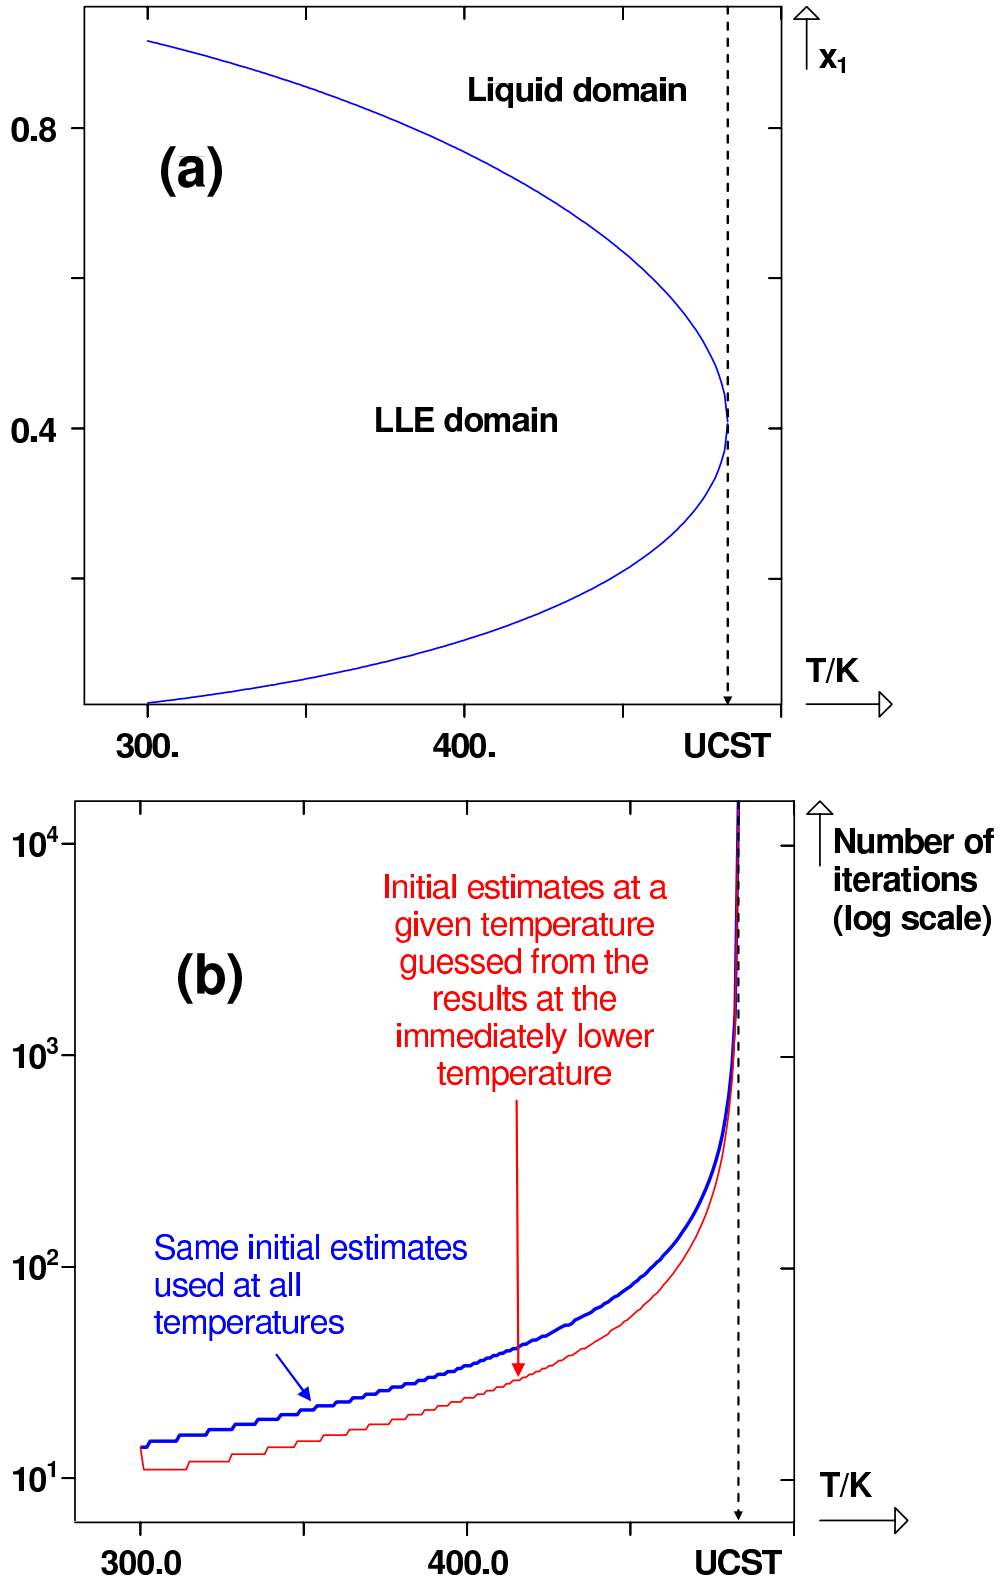 x1
Liquid domain
0.8
(a)
LLE domain
0.4
T/K
300.
400.
UCST
10^4
Number of
iterations
(log scale)
Initial estimates at a
given temperature
guessed from the
results at the
immediately lower
temperature
(b)
10^3
Same initial estimates
used at all
temperatures
10^2
10^1
T/K
300.0
400.0
UCST